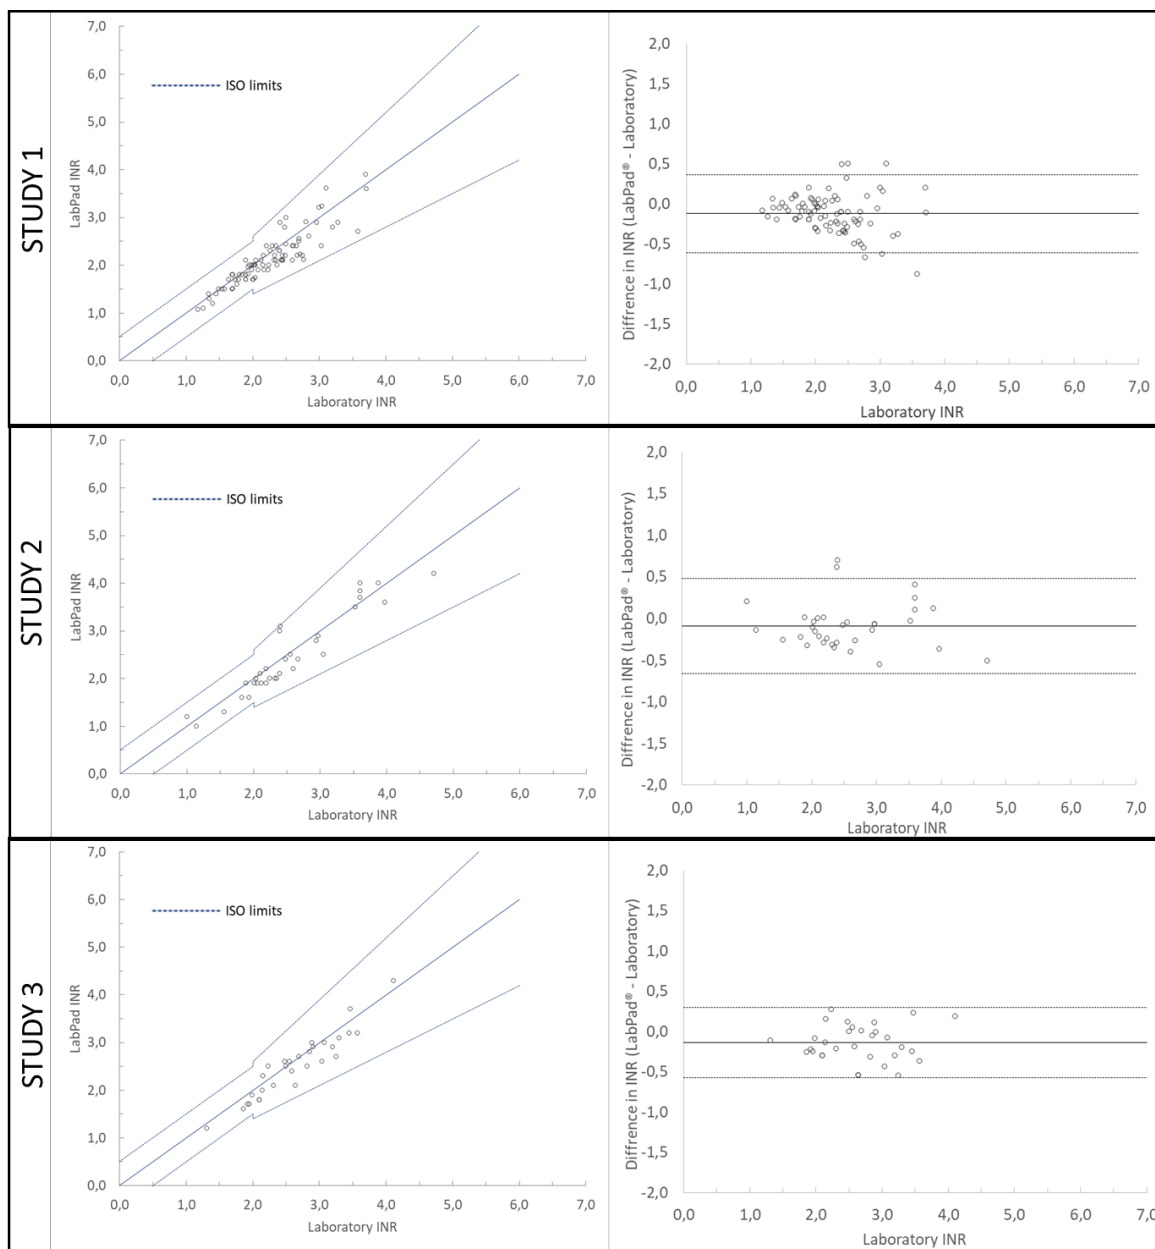 STUDY 1
7,0
6,0
5,0
4,0
3,0
2,0
1,0
0,0
LabPad INR
ISO limits
0,0 1,0 2,0 3,0 4,0 5,0 6,0 7,0
Laboratory INR
2,0
1,5
1,0
0,5
0,0
-0,5
-1,0
-1,5
-2,0
Diffrence in INR (LabPad® - Laboratory)
0,0 1,0 2,0 3,0 4,0 5,0 6,0 7,0
Laboratory INR
STUDY 2
7,0
6,0
5,0
4,0
3,0
2,0
1,0
0,0
LabPad INR
ISO limits
0,0 1,0 2,0 3,0 4,0 5,0 6,0 7,0
Laboratory INR
2,0
1,5
1,0
0,5
0,0
-0,5
-1,0
-1,5
-2,0
Diffrence in INR (LabPad® - Laboratory)
0,0 1,0 2,0 3,0 4,0 5,0 6,0 7,0
Laboratory INR
STUDY 3
7,0
6,0
5,0
4,0
3,0
2,0
1,0
0,0
LabPad INR
ISO limits
0,0 1,0 2,0 3,0 4,0 5,0 6,0 7,0
Laboratory INR
2,0
1,5
1,0
0,5
0,0
-0,5
-1,0
-1,5
-2,0
Diffrence in INR (LabPad® - Laboratory)
0,0 1,0 2,0 3,0 4,0 5,0 6,0 7,0
Laboratory INR